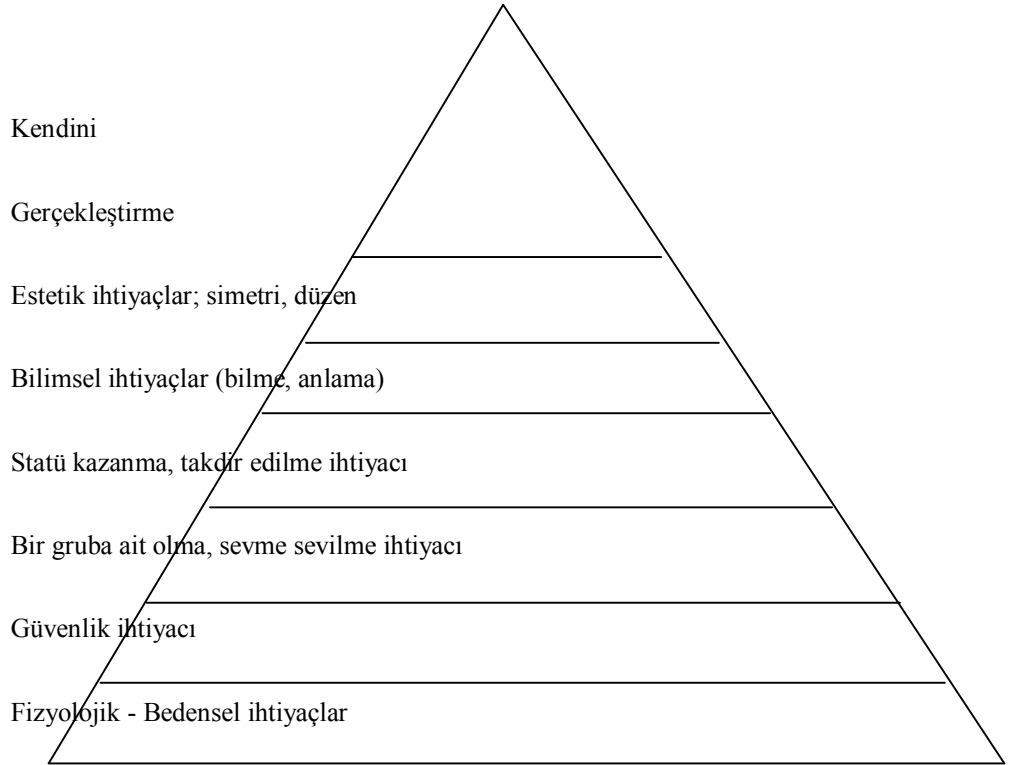 Kendini
Gerçekleştirme
Estetik ihtiyaçlar; simetri, düzen
Bilimsel ihtiyaçlar (bilme, anlama)
Statü kazanma, takdir edilme ihtiyacı
Bir gruba ait olma, sevme sevilme ihtiyacı
Güvenlik ihtiyacı
Fizyolojik - Bedensel ihtiyaçlar